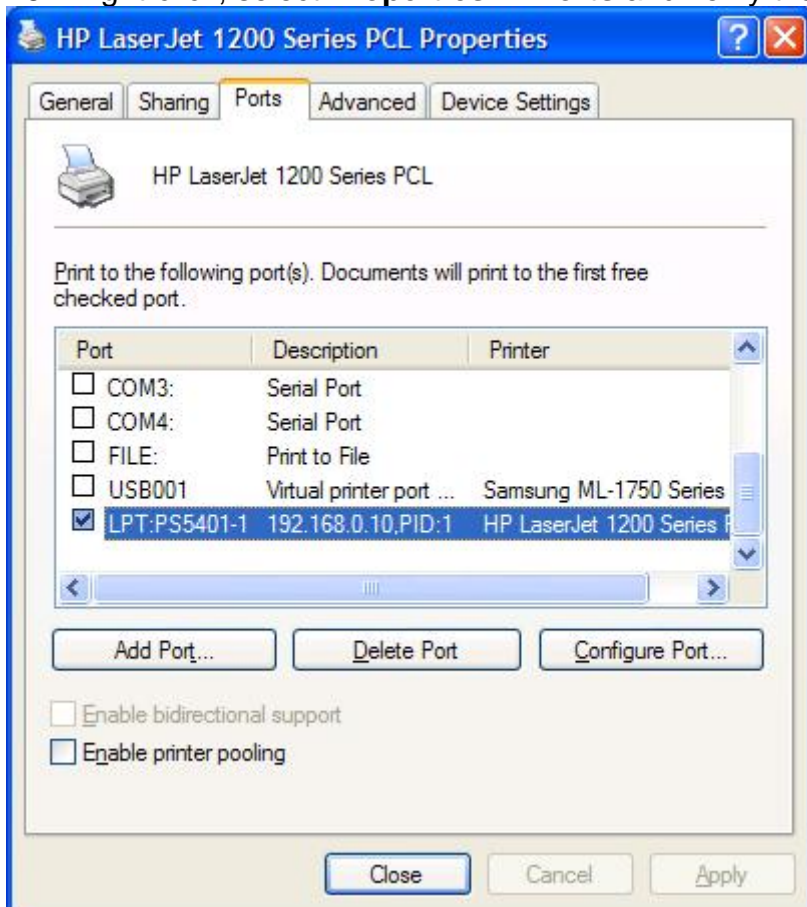 HP LaserJet 1200 Series PCL Properties
General Sharing Ports Advanced Device Settings
HP LaserJet 1200 Series PCL
Print to the following port(s). Documents will print to the first free
checked port.
Port Description Printer
COM3: Serial Port
COM4: Serial Port
FILE: Print to File
USB001 Virtual printer port ... Samsung ML-1750 Series
LPT:PS5401-1 192.168.0.10,PID:1 HP LaserJet 1200 Series
Add Port... Delete Port Configure Port...
Enable bidirectional support
Enable printer pooling
Close Cancel Apply